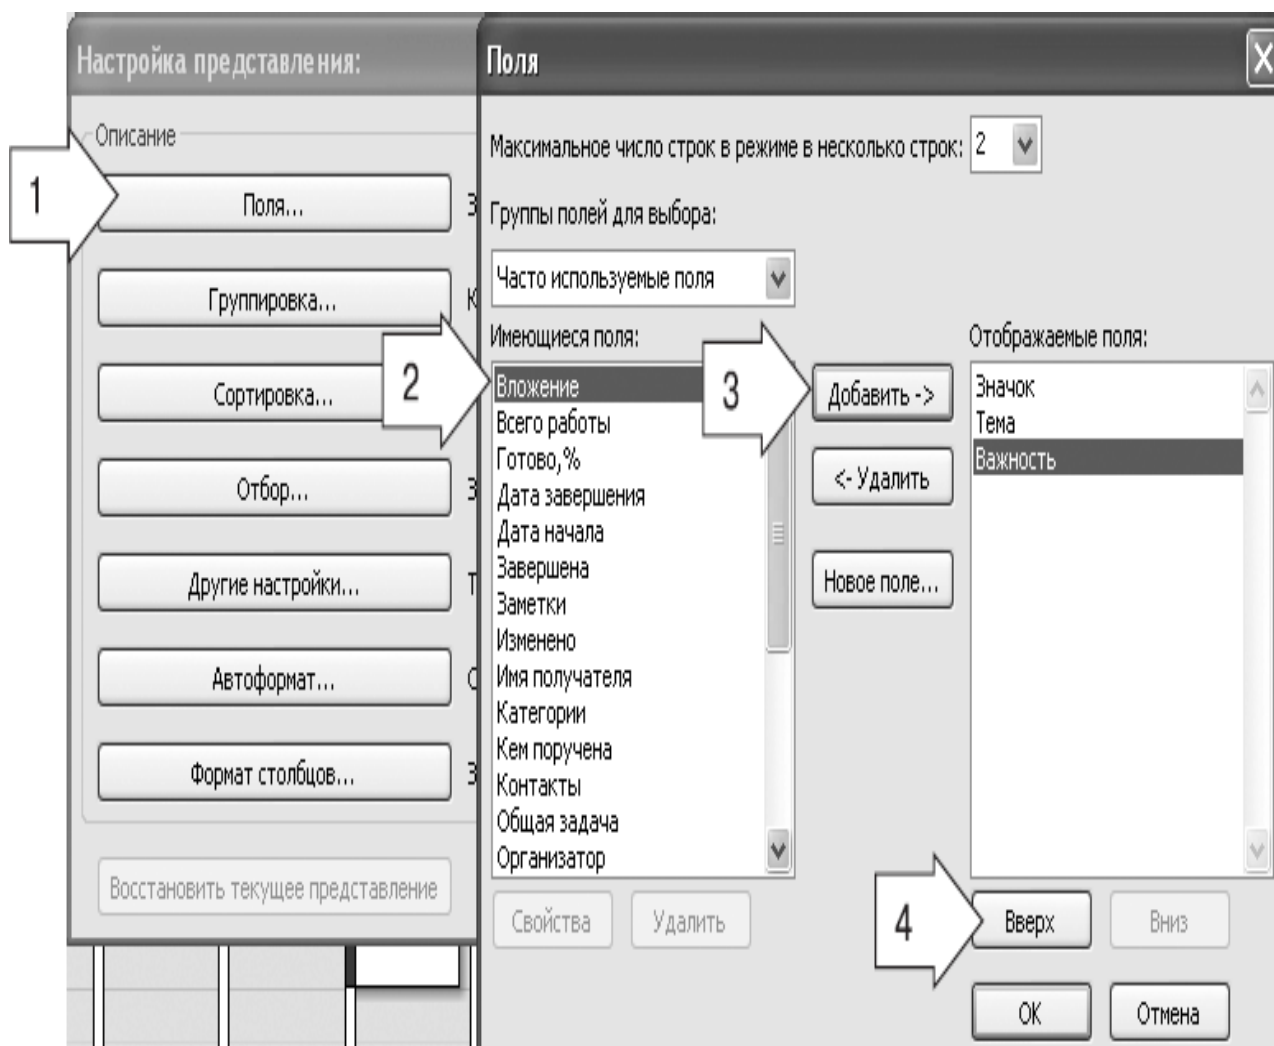 Настройка представления:
Описание
1
Поля...
З
Группировка...
К
Сортировка...
Отбор...
З
Другие настройки...
Т
Автоформат...
Формат столбцов...
З
Восстановить текущее представление
Поля
Максимальное число строк в режиме в несколько строк: 2
Группы полей для выбора:
Часто используемые поля
Имеющиеся поля:
2
Вложение
Всего работы
Готово,%
Дата завершения
Дата начала
Завершена
Заметки
Изменено
Имя получателя
Категории
Кем поручена
Контакты
Общая задача
Организатор
Свойства
Удалить
3
Добавить ->
<- Удалить
Новое поле...
Отображаемые поля:
Значок
Тема
Важность
4
Вверх
Вниз
ОК
Отмена